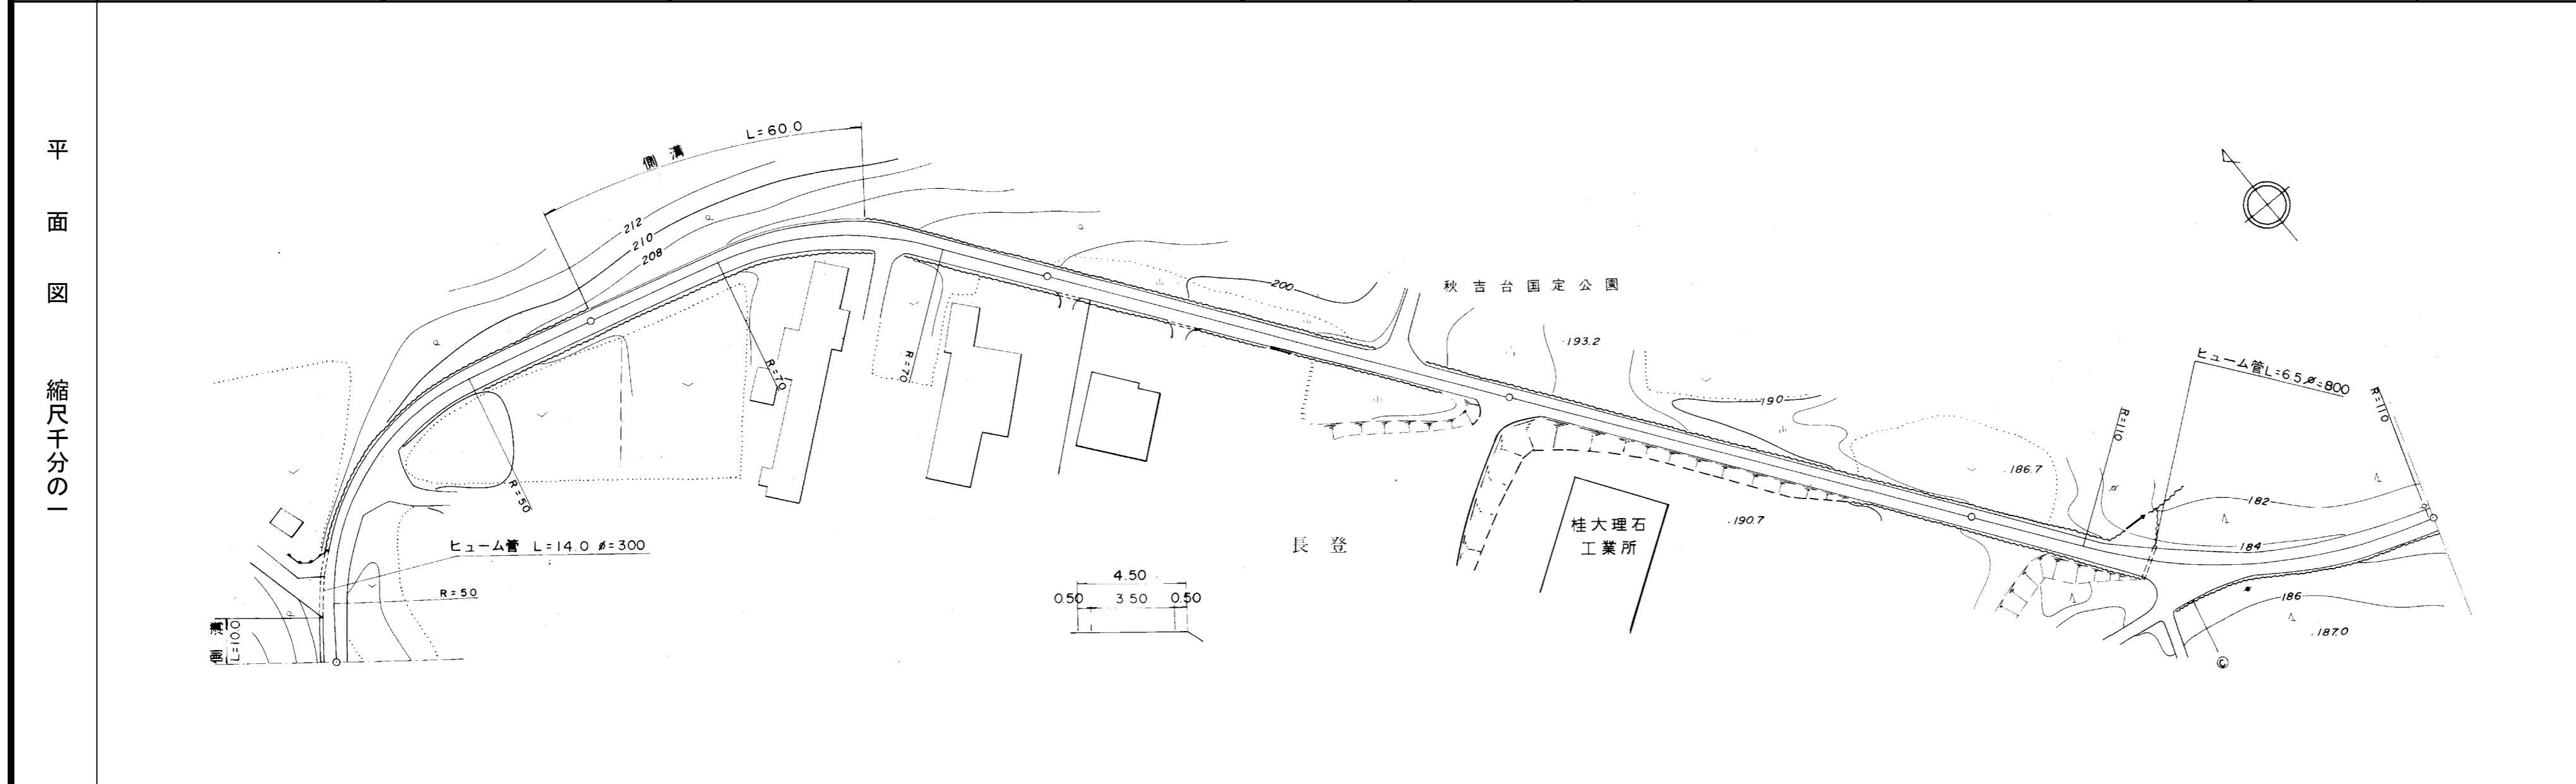 平面図 縮尺千分の一
側溝
L=60.0
212
210
208
200
秋吉台国定公園
193.2
190
186.7
ヒューム管L=6.5ø=800
R=110
R=110
R=70
R=70
R=50
182
184
186
187.0
190.7
桂大理石
工業所
長登
ヒューム管 L=14.0 ø=300
R=50
側溝
L=10.0
4.50
0.50 3.50 0.50
Ⓒ